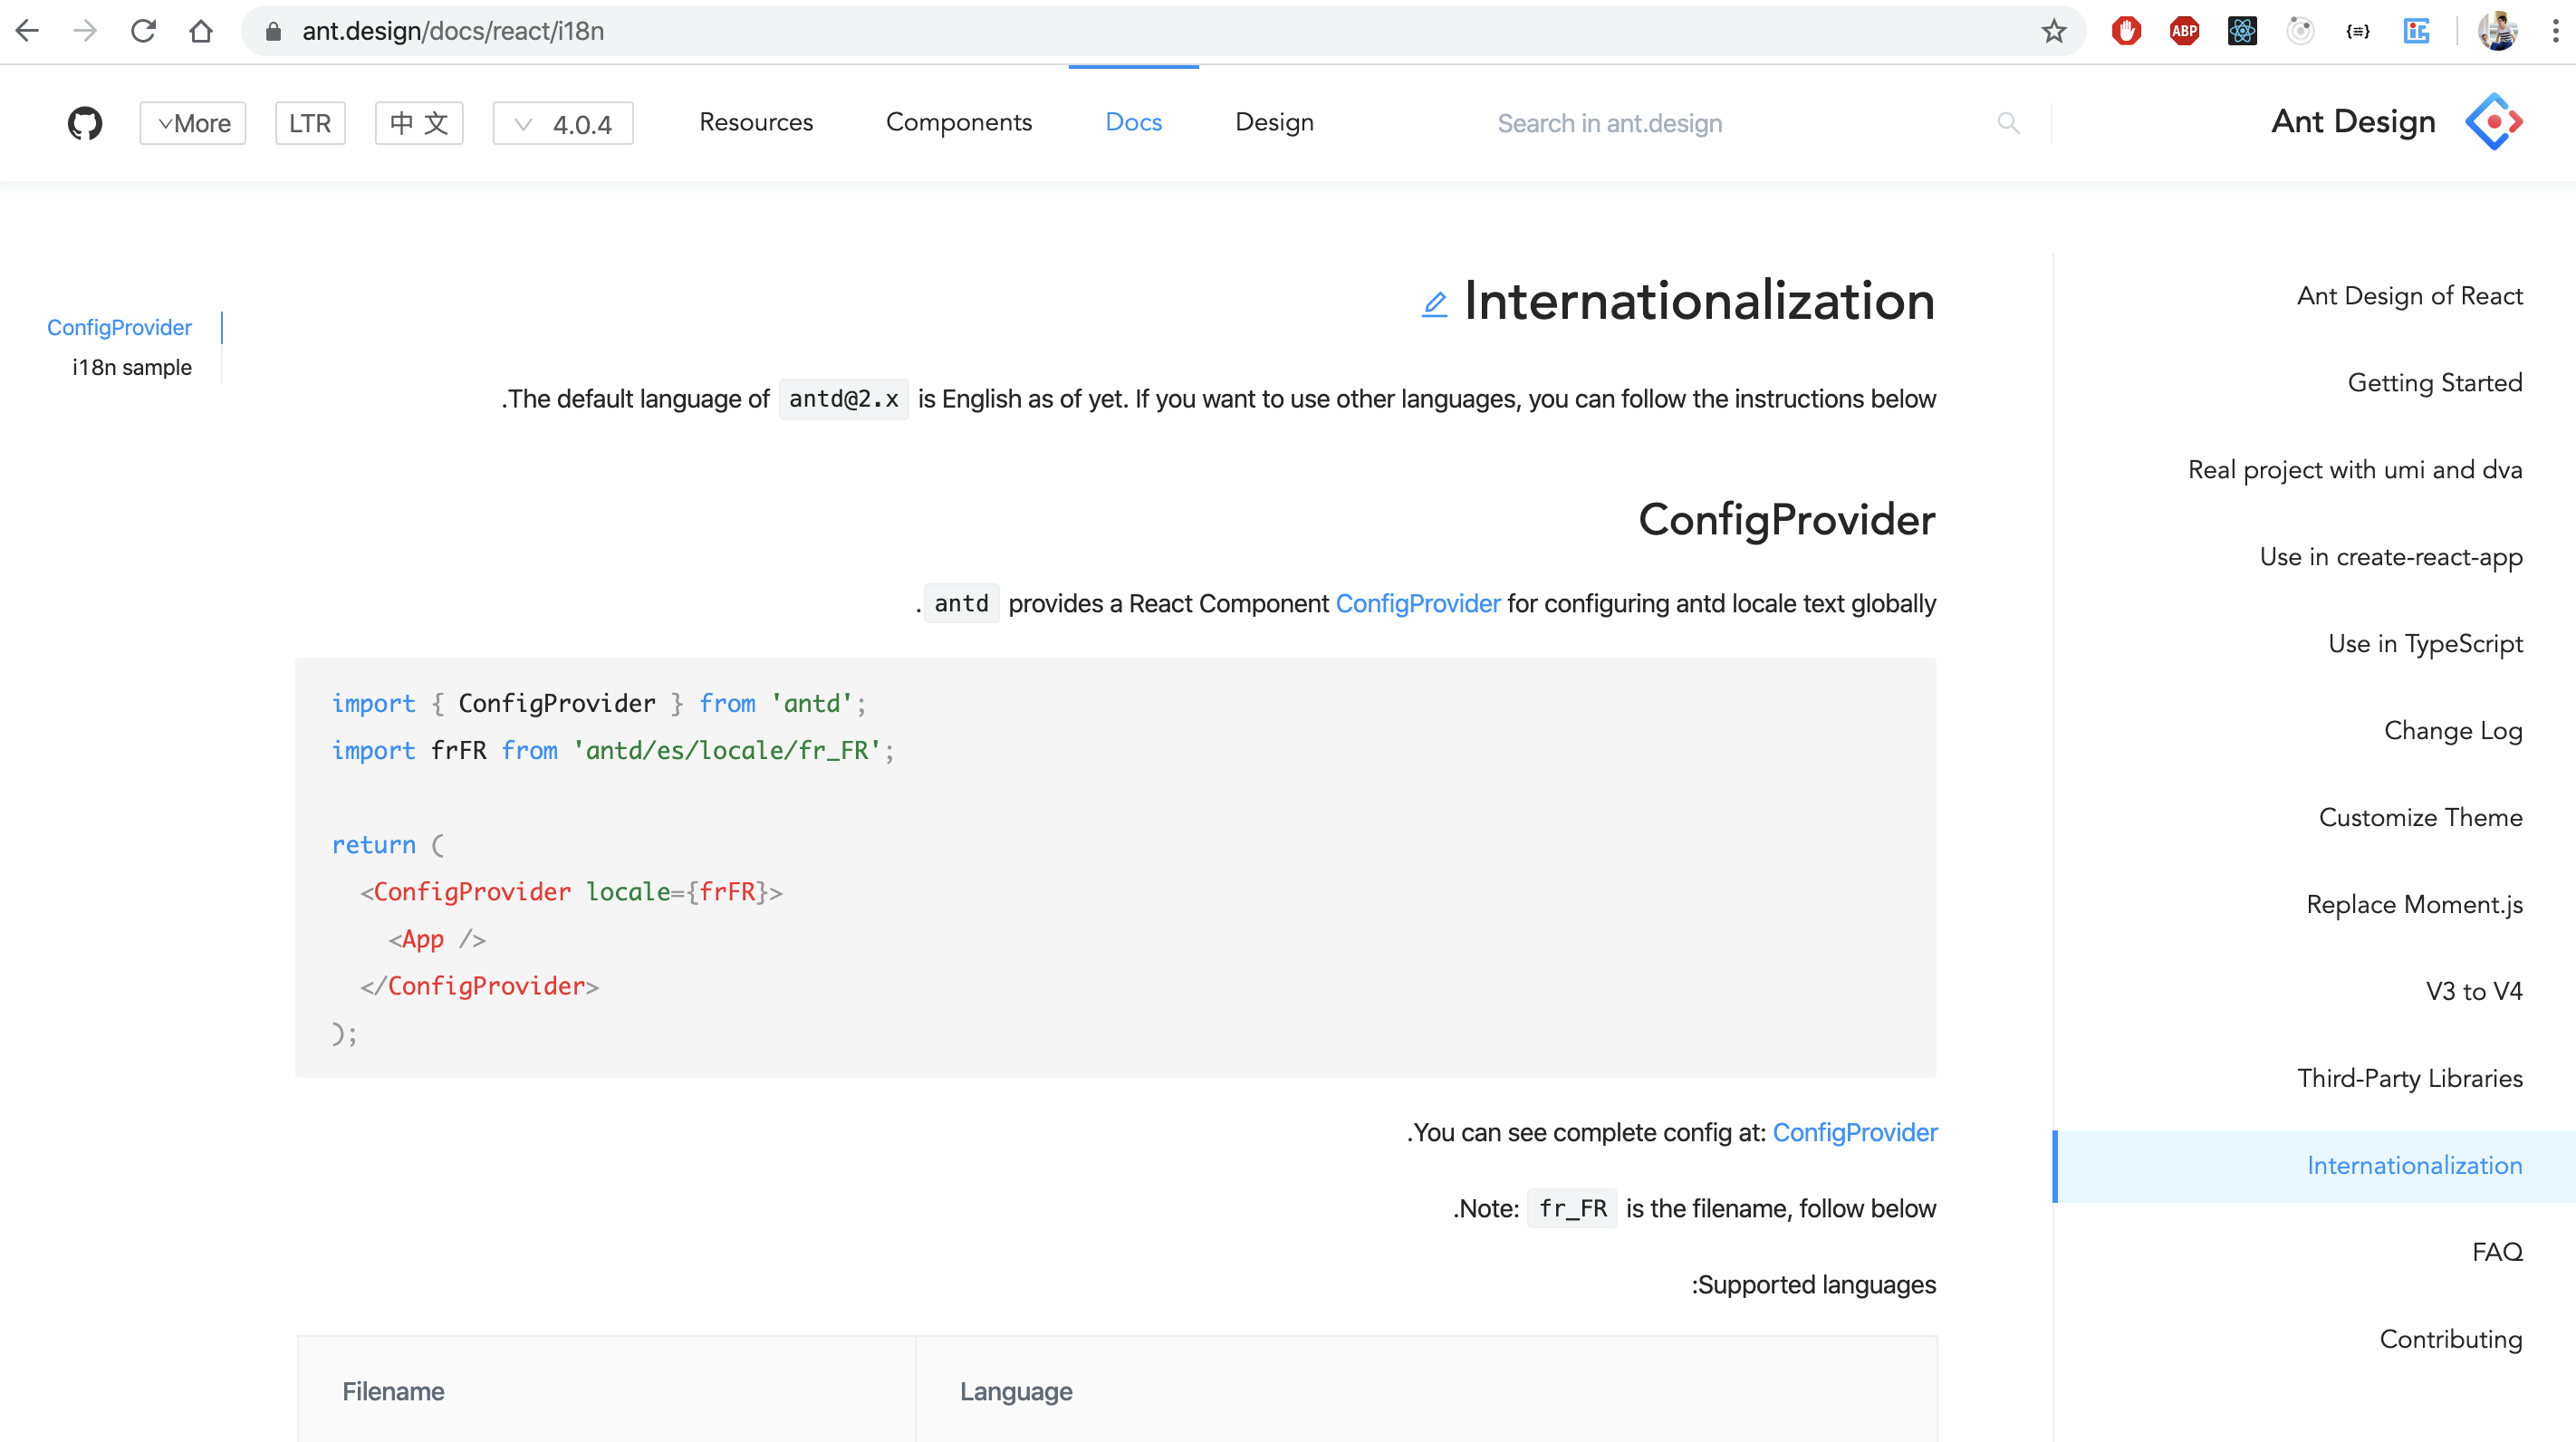 ant.design/docs/react/i18n
ABP
More
LTR
中 文
4.0.4
Resources
Components
Docs
Design
Search in ant.design
Ant Design
ConfigProvider
i18n sample
Internationalization
.The default language of antd@2.x is English as of yet. If you want to use other languages, you can follow the instructions below
ConfigProvider
. antd provides a React Component ConfigProvider for configuring antd locale text globally
import { ConfigProvider } from 'antd';
import frFR from 'antd/es/locale/fr_FR';
return (
<ConfigProvider locale={frFR}>
<App />
</ConfigProvider>
);
.You can see complete config at: ConfigProvider
.Note: fr_FR is the filename, follow below
:Supported languages
Filename
Language
Ant Design of React
Getting Started
Real project with umi and dva
Use in create-react-app
Use in TypeScript
Change Log
Customize Theme
Replace Moment.js
V3 to V4
Third-Party Libraries
Internationalization
FAQ
Contributing